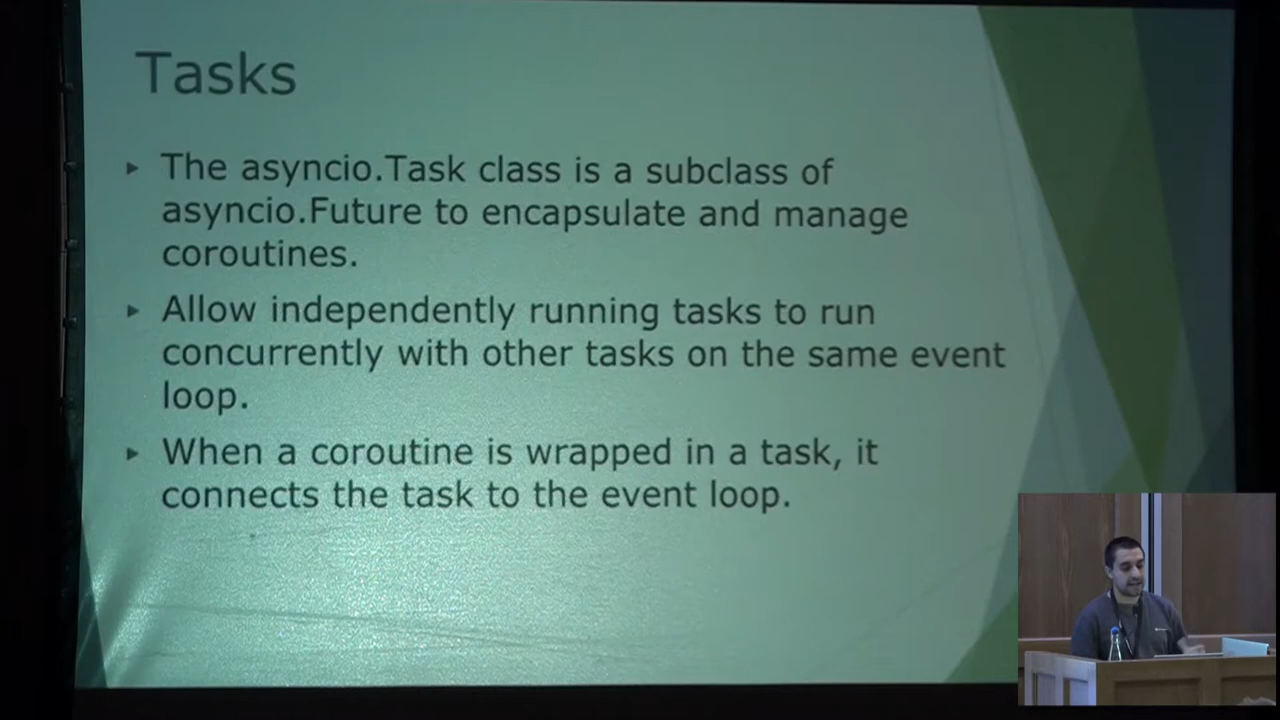 Tasks
The asyncio.Task class is a subclass of
asyncio.Future to encapsulate and manage
coroutines.
Allow independently running tasks to run
concurrently with other tasks on the same event
loop.
When a coroutine is wrapped in a task, it
connects the task to the event loop.